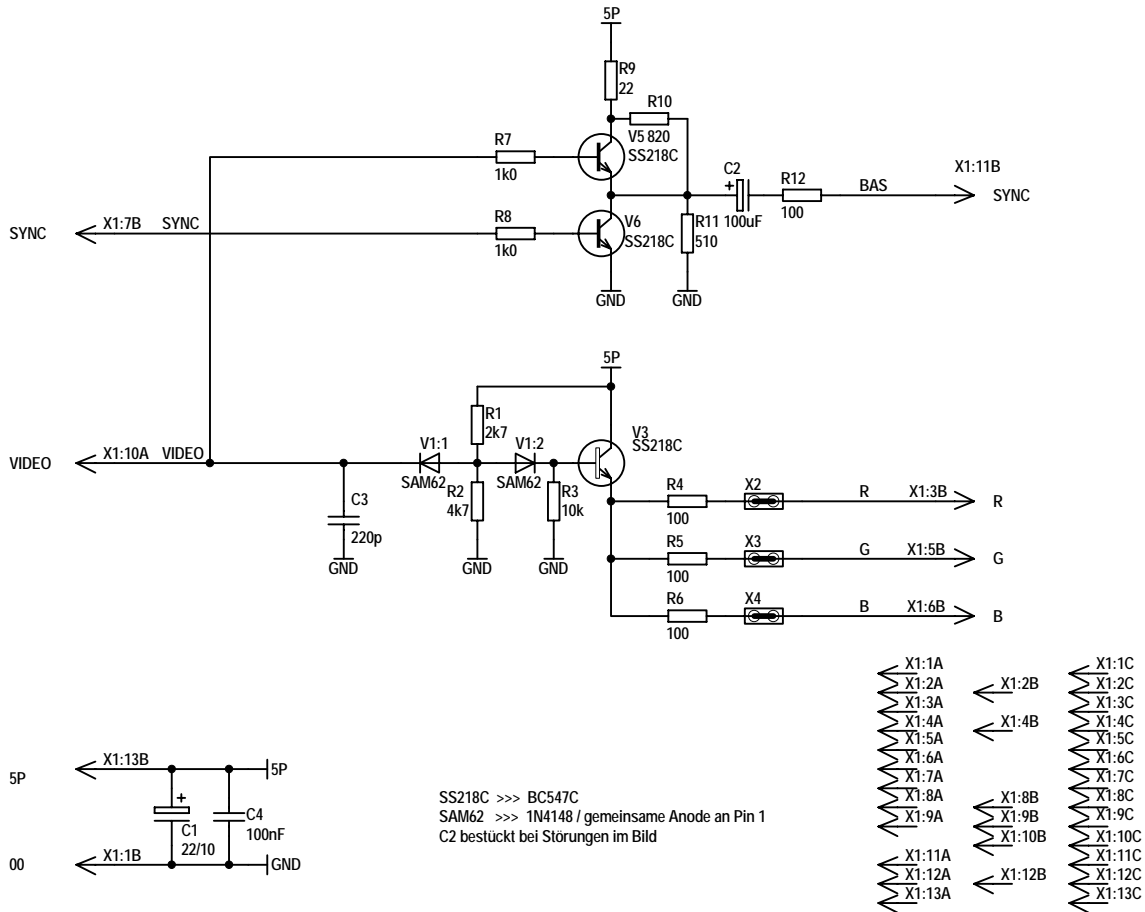 5P
R9
22
R10
V5 820
SS218C
R7
1k0
C2
+
100uF
R12
100
BAS
X1:11B
SYNC
SYNC
X1:7B
SYNC
R8
1k0
V6
SS218C
R11
510
GND
GND
5P
R1
2k7
V3
SS218C
VIDEO
X1:10A
VIDEO
V1:1
SAM62
V1:2
SAM62
C3
220p
R2
4k7
R3
10k
GND
GND
GND
R4
100
X2
R
X1:3B
R
R5
100
X3
G
X1:5B
G
R6
100
X4
B
X1:6B
B
5P
X1:13B
5P
+
C1
22/10
C4
100nF
00
X1:1B
GND
SS218C >>> BC547C
SAM62 >>> 1N4148 / gemeinsame Anode an Pin 1
C2 bestückt bei Störungen im Bild
X1:1A
X1:2A
X1:3A
X1:4A
X1:5A
X1:6A
X1:7A
X1:8A
X1:9A
X1:11A
X1:12A
X1:13A
X1:2B
X1:4B
X1:8B
X1:9B
X1:10B
X1:12B
X1:1C
X1:2C
X1:3C
X1:4C
X1:5C
X1:6C
X1:7C
X1:8C
X1:9C
X1:10C
X1:11C
X1:12C
X1:13C